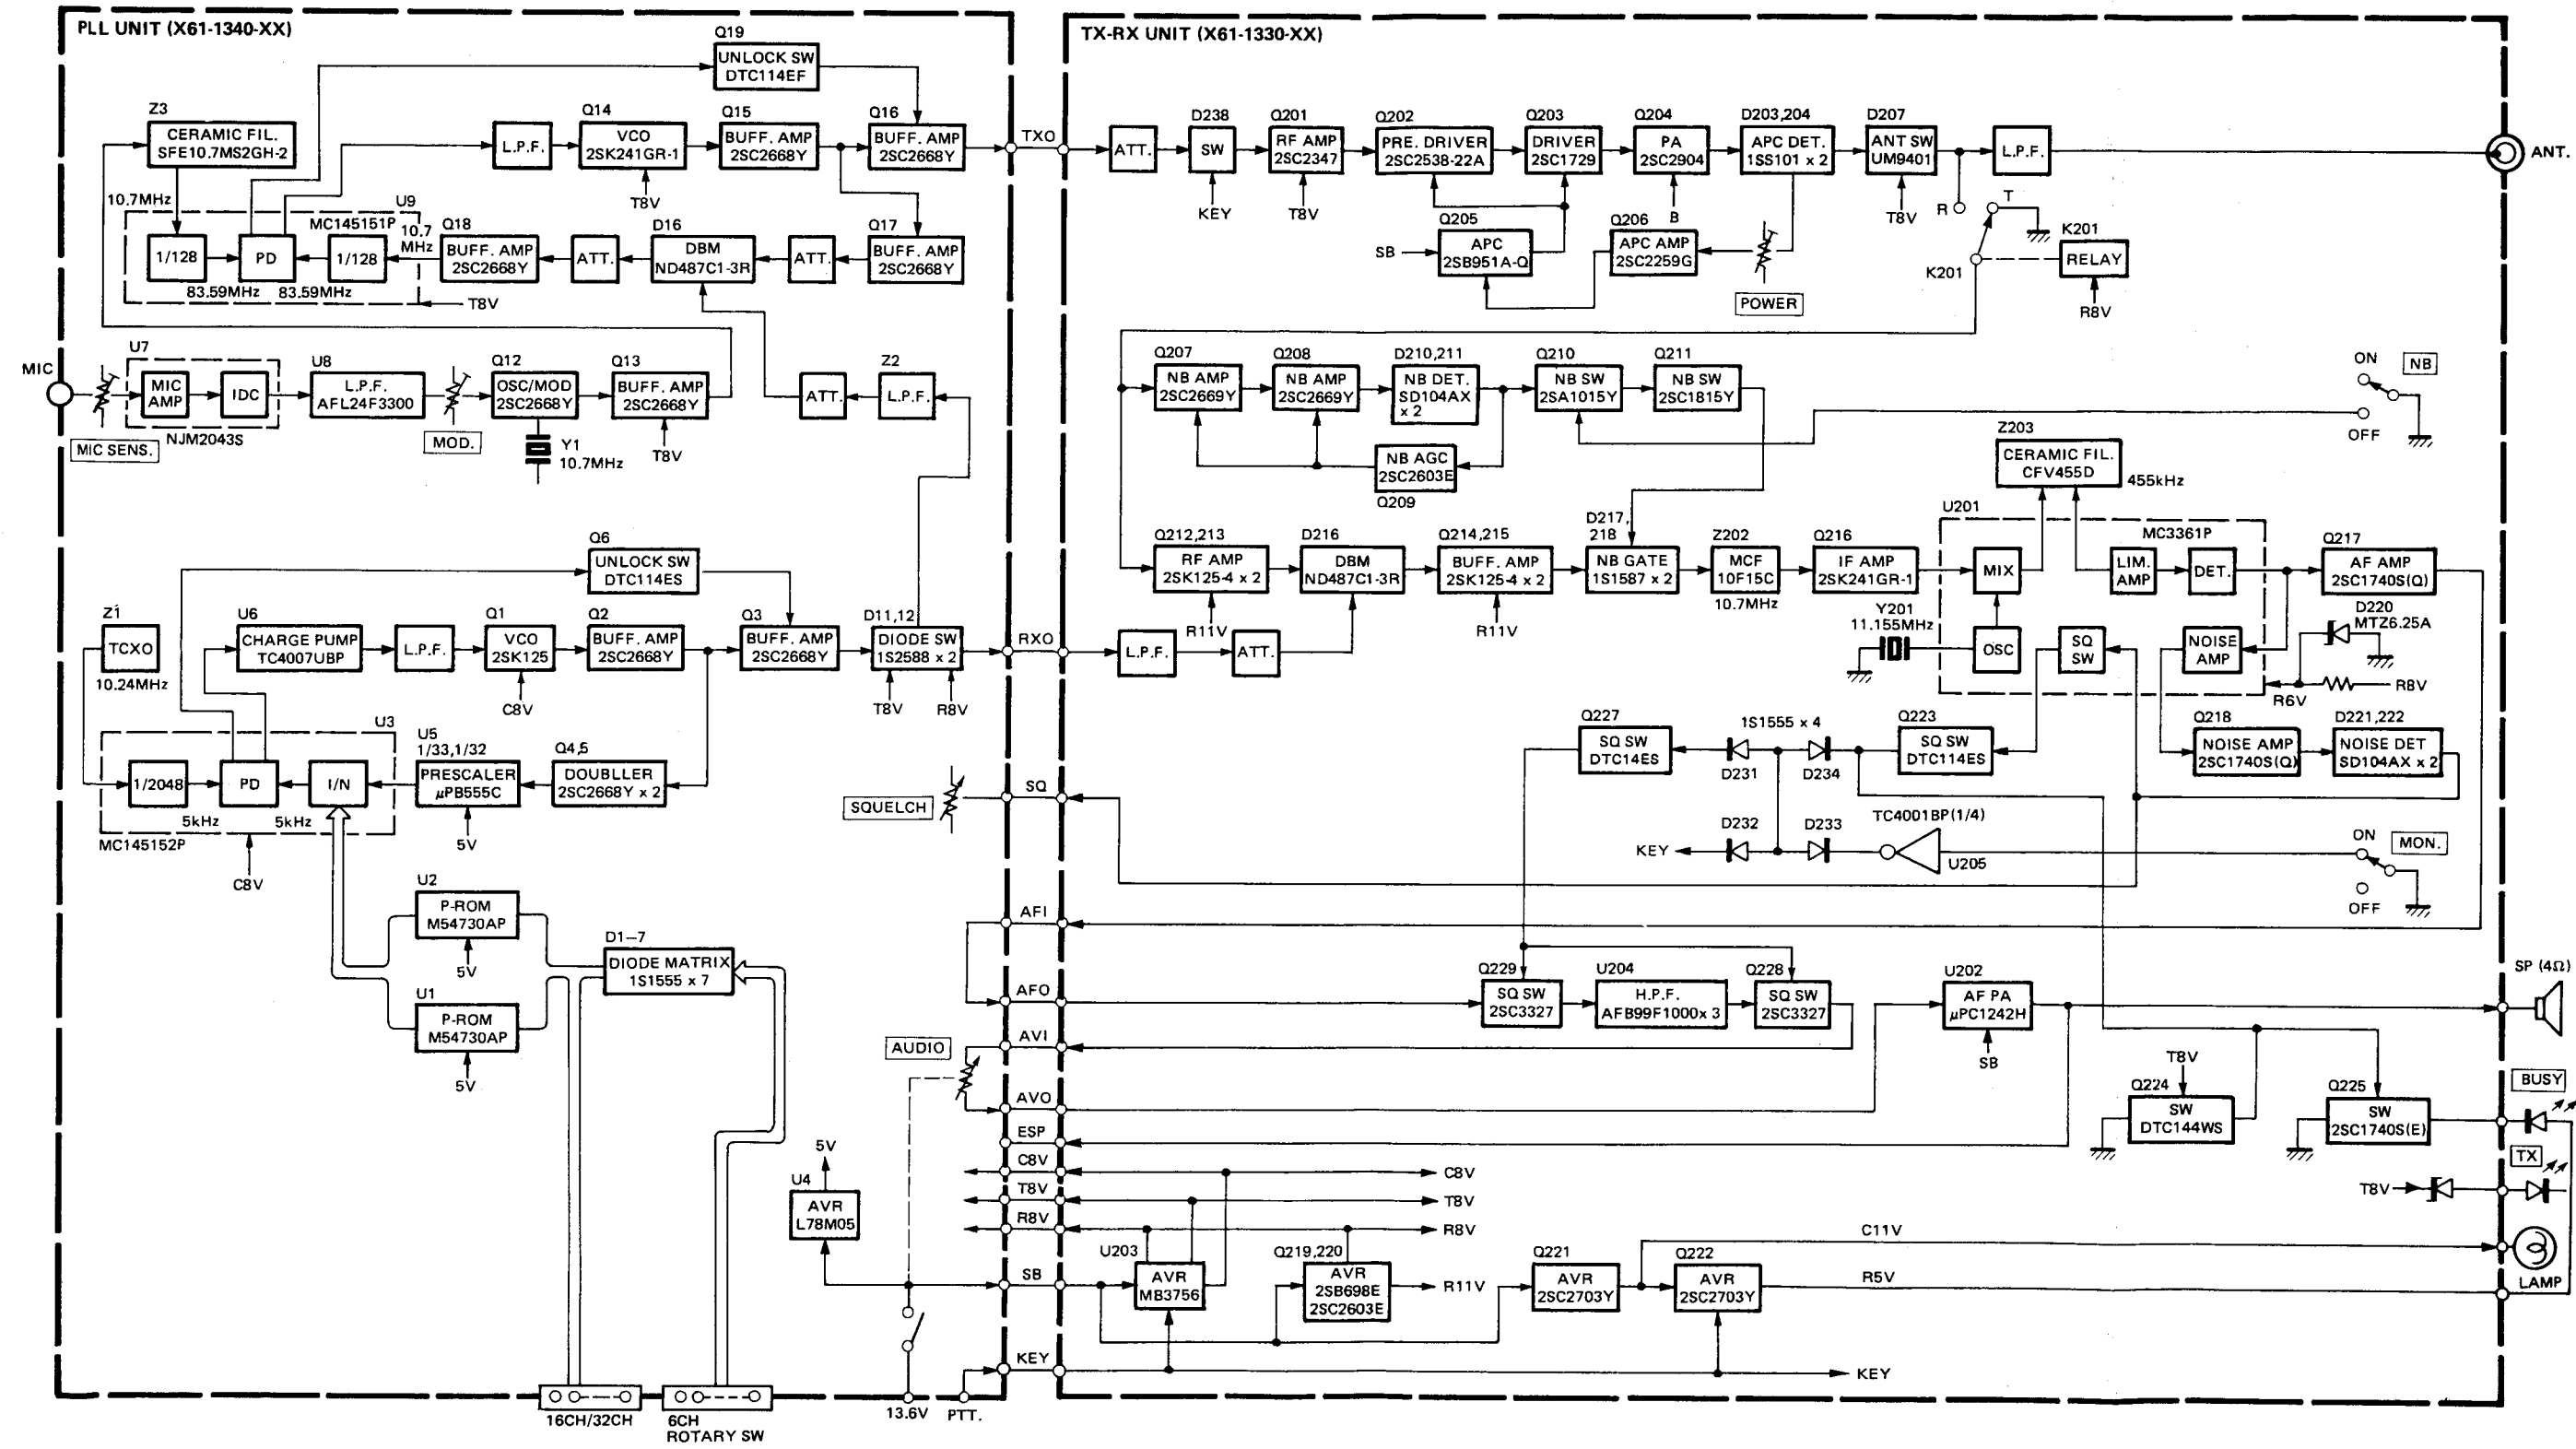 PLL UNIT (X61-1340-XX)
Q19
UNLOCK SW
DTC114EF
Z3
CERAMIC FIL.
SFE10.7MS2GH-2
L.P.F.
Q14
VCO
2SK241GR-1
T8V
Q15
BUFF. AMP
2SC2668Y
Q16
BUFF. AMP
2SC2668Y
TXO
10.7MHz
U9
MC145151P
10.7
MHz
1/128
PD
1/128
83.59MHz
83.59MHz
T8V
Q18
BUFF. AMP
2SC2668Y
ATT.
D16
DBM
ND487C1-3R
ATT.
Q17
BUFF. AMP
2SC2668Y
MIC
MIC SENS.
U7
MIC
AMP
IDC
NJM2043S
U8
L.P.F.
AFL24F3300
MOD.
Q12
OSC/MOD
2SC2668Y
Y1
10.7MHz
Q13
BUFF. AMP
2SC2668Y
T8V
ATT.
Z2
L.P.F.
Q6
UNLOCK SW
DTC114ES
Z1
TCXO
10.24MHz
U6
CHARGE PUMP
TC4007UBP
L.P.F.
Q1
VCO
2SK125
C8V
Q2
BUFF. AMP
2SC2668Y
Q3
BUFF. AMP
2SC2668Y
D11,12
DIODE SW
1S2588 x 2
T8V
R8V
RXO
U3
1/2048
PD
I/N
5kHz
5kHz
MC145152P
C8V
U5
1/33,1/32
PRESCALER
μPB555C
5V
Q4,5
DOUBLLER
2SC2668Y x 2
SQUELCH
SQ
U2
P-ROM
M54730AP
5V
U1
P-ROM
M54730AP
5V
D1–7
DIODE MATRIX
1S1555 x 7
AFI
AFO
AUDIO
AVI
AVO
ESP
C8V
T8V
R8V
5V
U4
AVR
L78M05
SB
KEY
16CH/32CH
6CH
ROTARY SW
13.6V
PTT.
TX-RX UNIT (X61-1330-XX)
ATT.
D238
SW
KEY
Q201
RF AMP
2SC2347
T8V
Q202
PRE. DRIVER
2SC2538-22A
Q203
DRIVER
2SC1729
Q204
PA
2SC2904
B
D203,204
APC DET.
1SS101 x 2
D207
ANT SW
UM9401
T8V
L.P.F.
ANT.
R
T
K201
K201
RELAY
R8V
SB
Q205
APC
2SB951A-Q
Q206
APC AMP
2SC2259G
POWER
Q207
NB AMP
2SC2669Y
Q208
NB AMP
2SC2669Y
D210,211
NB DET.
SD104AX
x 2
Q210
NB SW
2SA1015Y
Q211
NB SW
2SC1815Y
NB AGC
2SC2603E
Q209
ON
NB
OFF
Z203
CERAMIC FIL.
CFV455D
455kHz
Q212,213
RF AMP
2SK125-4 x 2
R11V
D216
DBM
ND487C1-3R
Q214,215
BUFF. AMP
2SK125-4 x 2
R11V
D217,
218
NB GATE
1S1587 x 2
Z202
MCF
10F15C
10.7MHz
Q216
IF AMP
2SK241GR-1
U201
MC3361P
MIX
LIM.
AMP
DET.
OSC
SQ
SW
NOISE
AMP
Y201
11.155MHz
Q217
AF AMP
2SC1740S(Q)
D220
MTZ6.25A
R6V
R8V
L.P.F.
ATT.
Q227
SQ SW
DTC14ES
1S1555 x 4
D231
D234
Q223
SQ SW
DTC114ES
Q218
NOISE AMP
2SC1740S(Q)
D221,222
NOISE DET
SD104AX x 2
D232
D233
KEY
TC4001BP(1/4)
U205
ON
MON.
OFF
Q229
SQ SW
2SC3327
U204
H.P.F.
AFB99F1000x 3
Q228
SQ SW
2SC3327
U202
AF PA
μPC1242H
SB
SP (4Ω)
T8V
Q224
SW
DTC144WS
Q225
SW
2SC1740S(E)
BUSY
TX
T8V
C8V
T8V
R8V
U203
AVR
MB3756
Q219,220
AVR
2SB698E
2SC2603E
R11V
Q221
AVR
2SC2703Y
Q222
AVR
2SC2703Y
C11V
R5V
LAMP
KEY